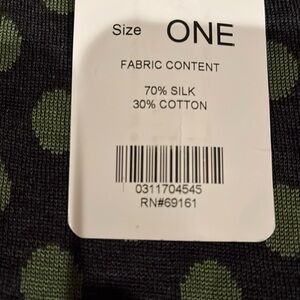 Size ONE
FABRIC CONTENT
70% SILK
30% COTTON
0311704545
RN#69161